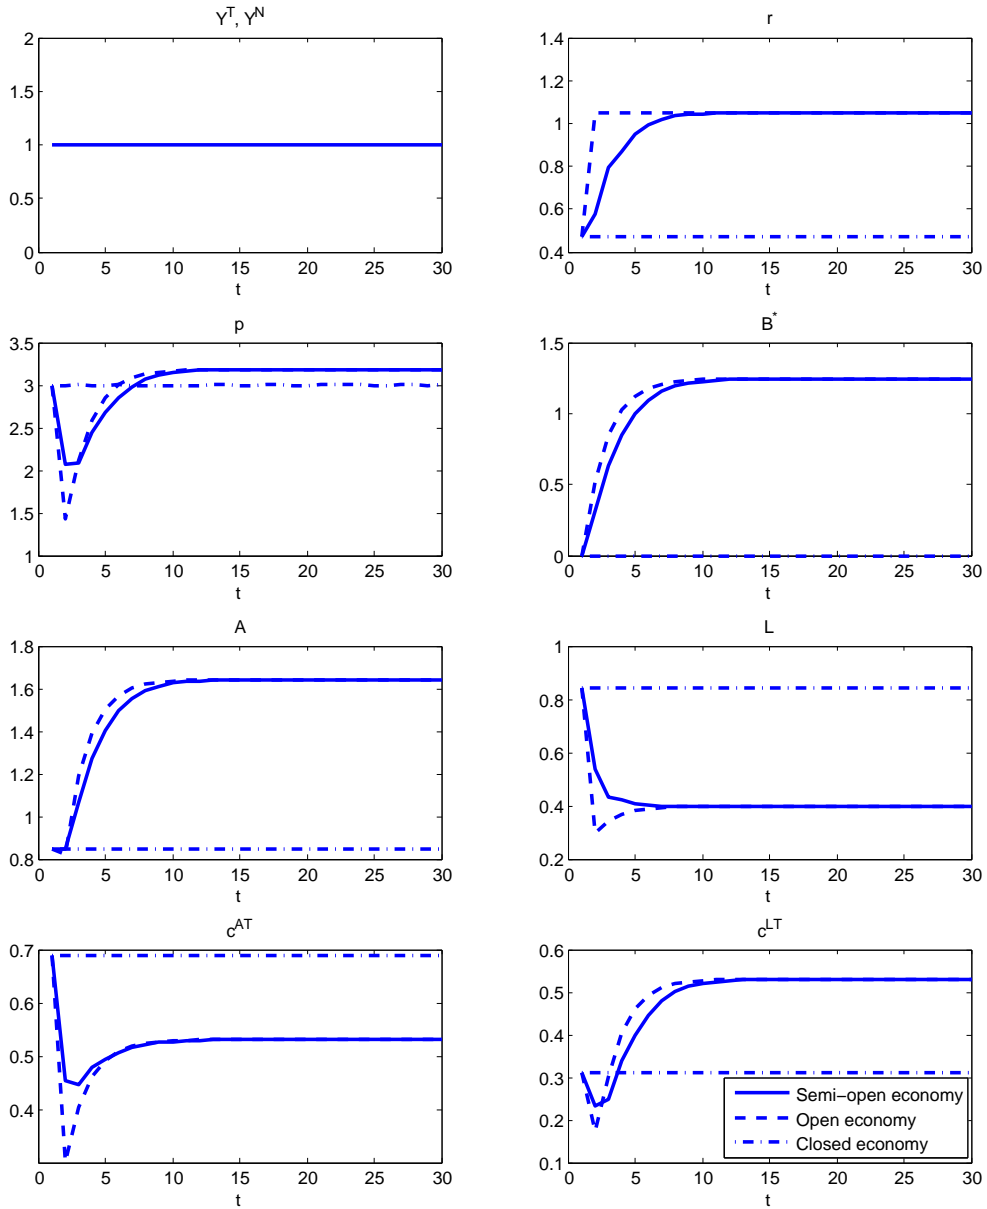 Y^T, Y^N
2
1.5
1
0.5
0
0 5 10 15 20 25 30
t
r
1.4
1.2
1
0.8
0.6
0.4
0 5 10 15 20 25 30
t
p
3.5
3
2.5
2
1.5
1
0 5 10 15 20 25 30
t
B^*
1.5
1
0.5
0
0 5 10 15 20 25 30
t
A
1.8
1.6
1.4
1.2
1
0.8
0 5 10 15 20 25 30
t
L
1
0.8
0.6
0.4
0.2
0 5 10 15 20 25 30
t
c^AT
0.7
0.6
0.5
0.4
0 5 10 15 20 25 30
t
c^LT
0.6
0.5
0.4
0.3
0.2
0.1
0 5 10 15 20 25 30
t
Semi−open economy
Open economy
Closed economy